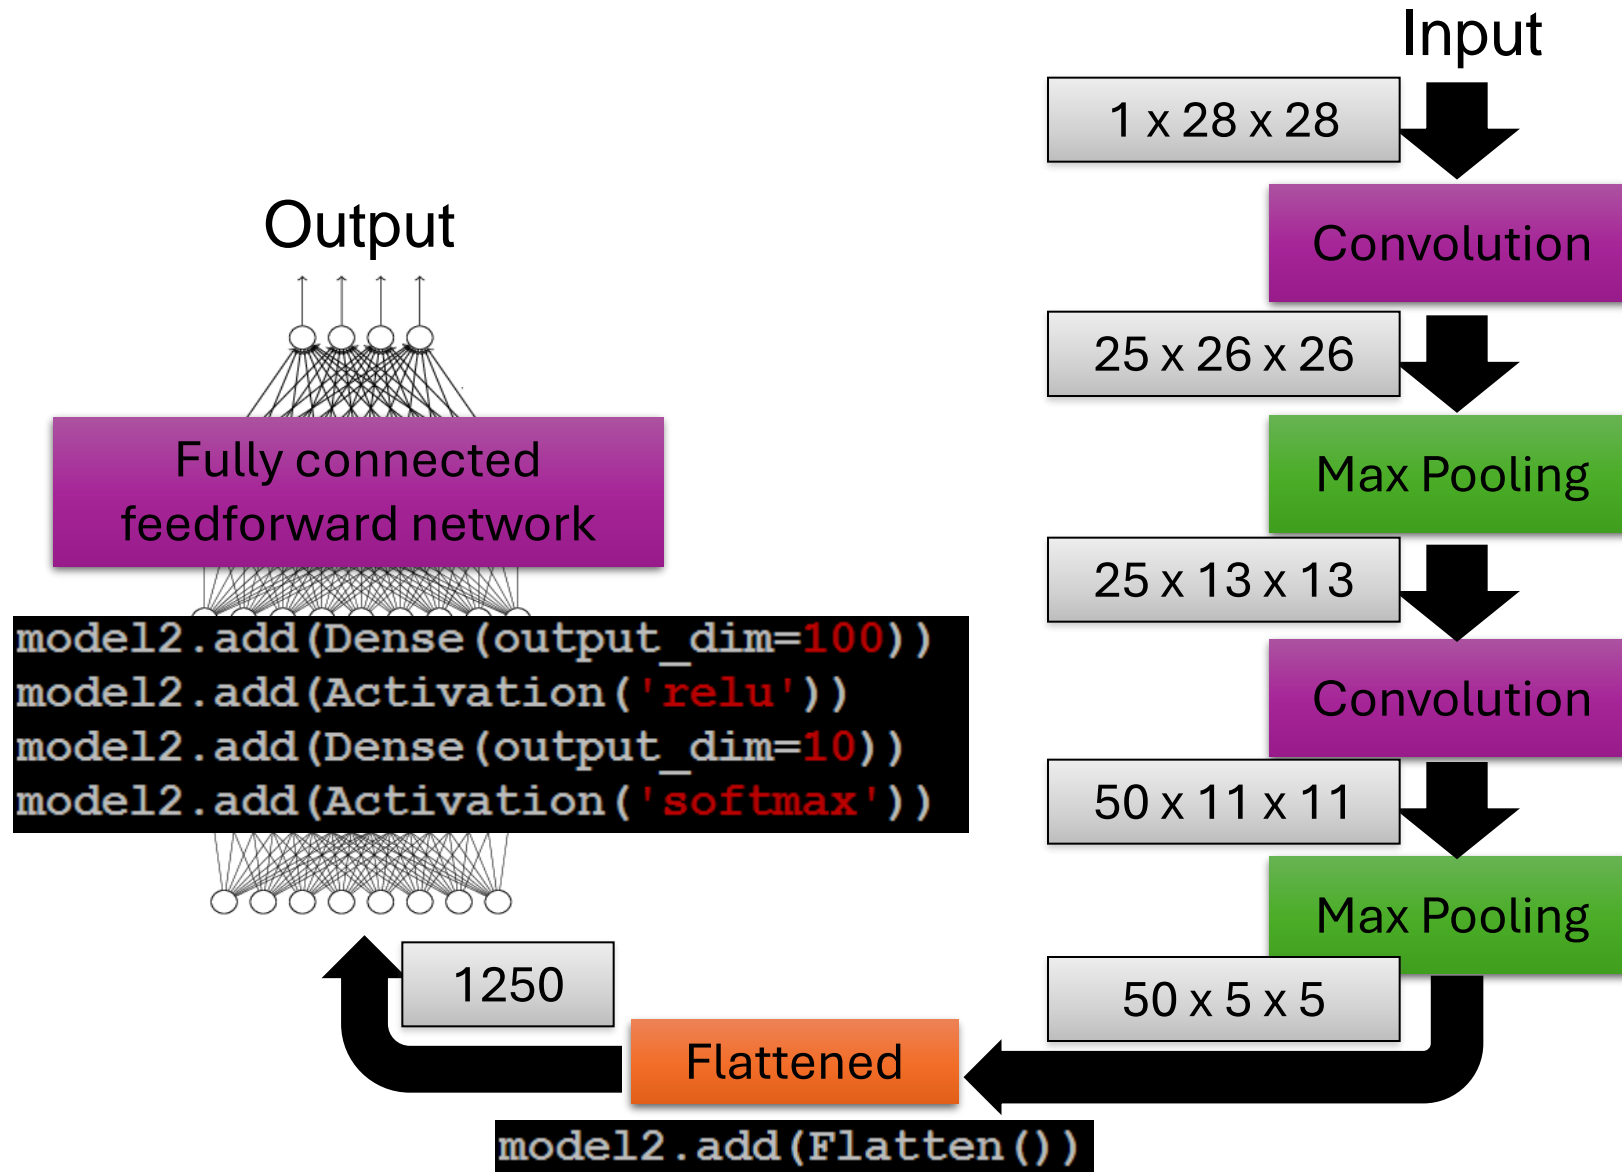 Input
1 x 28 x 28
Convolution
25 x 26 x 26
Max Pooling
25 x 13 x 13
Convolution
50 x 11 x 11
Max Pooling
50 x 5 x 5
Flattened
model2.add(Flatten())
1250
model2.add(Dense(output_dim=100))
model2.add(Activation('relu'))
model2.add(Dense(output_dim=10))
model2.add(Activation('softmax'))
Fully connected
feedforward network
Output